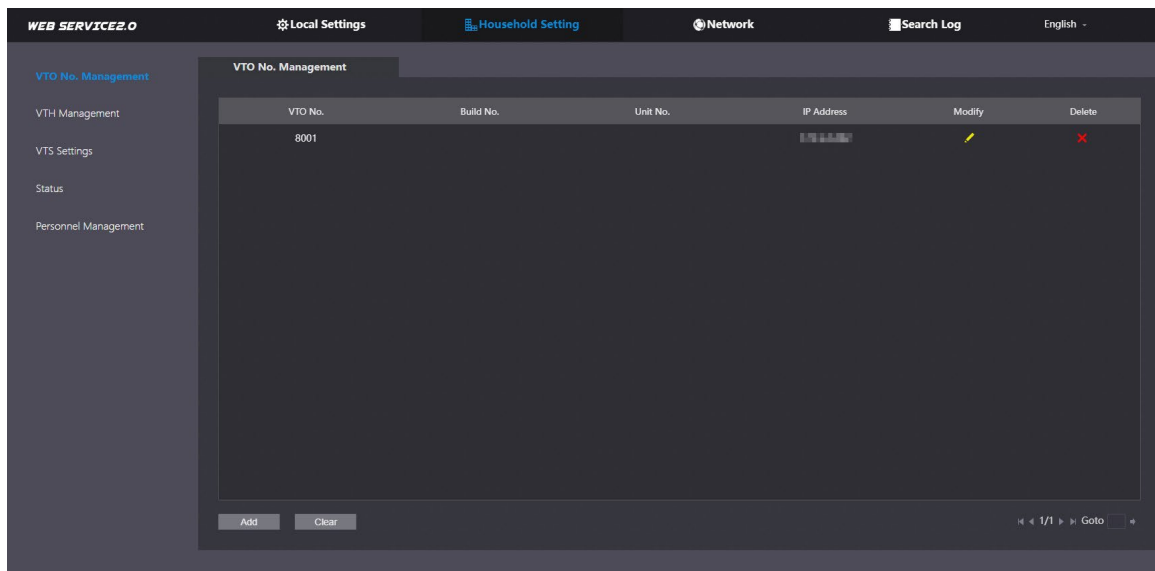 WEB SERVICE2.0 Local Settings Household Setting Network Search Log English -
VTO No. Management
VTH Management
VTS Settings
Status
Personnel Management
VTO No. Management
VTO No. Build No. Unit No. IP Address Modify Delete
8001
Add Clear 1/1 Goto